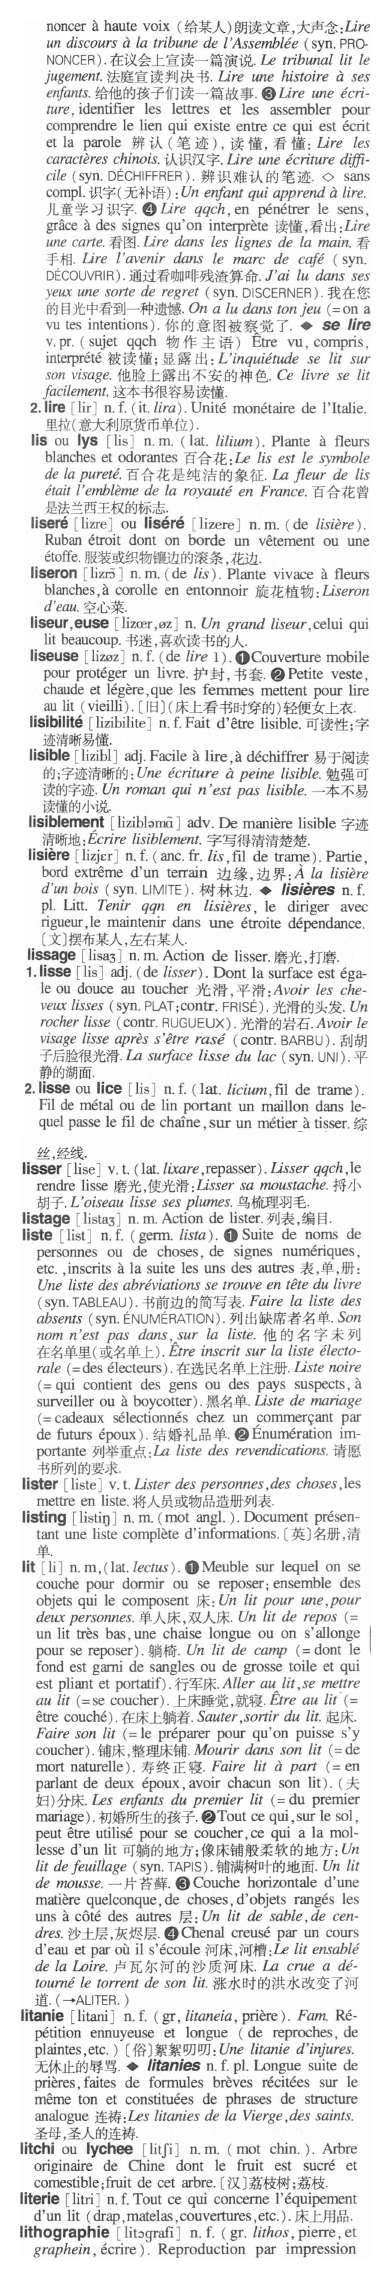 noncer à haute voix (给某人)朗读文章,大声念:Lire
un discours à la tribune de l'Assemblée (syn. PRO-
NONCER). 在议会上宣读一篇演说. Le tribunal lit le
jugement. 法庭宣读判决书. Lire une histoire à ses
enfants. 给他的孩子们读一篇故事. ❸ Lire une écri-
ture, identifier les lettres et les assembler pour
comprendre le lien qui existe entre ce qui est écrit
et la parole 辨认(笔迹), 读懂, 看懂: Lire les
caractères chinois. 认识汉字. Lire une écriture diffi-
cile (syn. DÉCHIFFRER). 辨识难认的笔迹. ◇ sans
compl. 识字(无补语):Un enfant qui apprend à lire.
儿童学习识字. ❹ Lire qqch, en pénétrer le sens,
grâce à des signes qu'on interprète 读懂,看出:Lire
une carte. 看图. Lire dans les lignes de la main. 看
手相. Lire l'avenir dans le marc de café (syn.
DÉCOUVRIR). 通过看咖啡残渣算命. J'ai lu dans ses
yeux une sorte de regret (syn. DISCERNER). 我在您
的目光中看到一种遗憾. On a lu dans ton jeu (=on a
vu tes intentions). 你的意图被察觉了. ◆ se lire
v. pr. (sujet qqch 物作主语) Être vu, compris,
interprété 被读懂;显露出:L'inquiétude se lit sur
son visage. 他脸上露出不安的神色. Ce livre se lit
facilement. 这本书很容易读懂.
2. lire [lir] n. f. (it. lira). Unité monétaire de l'Italie.
里拉(意大利原货币单位).
lis ou lys [lis] n. m. (lat. lilium). Plante à fleurs
blanches et odorantes 百合花:Le lis est le symbole
de la pureté. 百合花是纯洁的象征. La fleur de lis
était l'emblème de la royauté en France. 百合花曾
是法兰西王权的标志.
liseré [lizre] ou liséré [lizere] n. m. (de lisière).
Ruban étroit dont on borde un vêtement ou une
étoffe. 服装或织物镶边的滚条,花边.
liseron [lizrɔ̃] n. m. (de lis). Plante vivace à fleurs
blanches,à corolle en entonnoir 旋花植物:Liseron
d'eau. 空心菜.
liseur,euse [lizœr,øz] n. Un grand liseur,celui qui
lit beaucoup. 书迷,喜欢读书的人.
liseuse [lizøz] n. f. (de lire 1). ❶Couverture mobile
pour protéger un livre. 护封,书套. ❷ Petite veste,
chaude et légère,que les femmes mettent pour lire
au lit (vieilli).〔旧〕(床上看书时穿的)轻便女上衣.
lisibilité [lizibilite] n. f. Fait d'être lisible. 可读性;字
迹清晰易懂.
lisible [lizibl] adj. Facile à lire,à déchiffrer 易于阅读
的;字迹清晰的:Une écriture à peine lisible. 勉强可
读的字迹. Un roman qui n'est pas lisible. 一本不易
读懂的小说.
lisiblement [lizibləmɑ̃] adv. De manière lisible 字迹
清晰地:Écrire lisiblement. 字写得清清楚楚.
lisière [lizjɛr] n. f. (anc. fr. lis,fil de trame). Partie,
bord extrême d'un terrain 边缘,边界:À la lisière
d'un bois (syn. LIMITE). 树林边. ◆ lisières n. f.
pl. Litt. Tenir qqn en lisières, le diriger avec
rigueur,le maintenir dans une étroite dépendance.
〔文〕摆布某人,左右某人.
lissage [lisaʒ] n. m. Action de lisser. 磨光,打磨.
1. lisse [lis] adj. (de lisser). Dont la surface est éga-
le ou douce au toucher 光滑,平滑:Avoir les che-
veux lisses (syn. PLAT;contr. FRISÉ). 光滑的头发. Un
rocher lisse (contr. RUGUEUX). 光滑的岩石. Avoir le
visage lisse après s'être rasé (contr. BARBU). 刮胡
子后脸很光滑. La surface lisse du lac (syn. UNI). 平
静的湖面.
2. lisse ou lice [lis] n. f. (lat. licium,fil de trame).
Fil de métal ou de lin portant un maillon dans le-
quel passe le fil de chaîne,sur un métier à tisser. 综
丝,经线.
lisser [lise] v. t. (lat. lixare,repasser). Lisser qqch,le
rendre lisse 磨光,使光滑:Lisser sa moustache. 捋小
胡子. L'oiseau lisse ses plumes. 鸟梳理羽毛.
listage [listaʒ] n. m. Action de lister. 列表,编目.
liste [list] n. f. (germ. lista). ❶ Suite de noms de
personnes ou de choses, de signes numériques,
etc. ,inscrits à la suite les uns des autres 表,单,册:
Une liste des abréviations se trouve en tête du livre
(syn. TABLEAU). 书前边的简写表. Faire la liste des
absents (syn. ÉNUMÉRATION). 列出缺席者名单. Son
nom n'est pas dans, sur la liste. 他的名字未列
在名单里(或名单上). Être inscrit sur la liste électo-
rale (=des électeurs). 在选民名单上注册. Liste noire
(= qui contient des gens ou des pays suspects, à
surveiller ou à boycotter). 黑名单. Liste de mariage
(= cadeaux sélectionnés chez un commerçant par
de futurs époux). 结婚礼品单. ❷ Énumération im-
portante 列举重点:La liste des revendications. 请愿
书所列的要求.
lister [liste] v. t. Lister des personnes,des choses,les
mettre en liste. 将人员或物品造册列表.
listing [listiŋ] n. m. (mot angl. ). Document présen-
tant une liste complète d'informations.〔英〕名册,清
单.
lit [li] n. m,(lat. lectus). ❶ Meuble sur lequel on se
couche pour dormir ou se reposer; ensemble des
objets qui le composent 床:Un lit pour une,pour
deux personnes. 单人床,双人床. Un lit de repos (=
un lit très bas,une chaise longue ou on s'allonge
pour se reposer). 躺椅. Un lit de camp (= dont le
fond est garni de sangles ou de grosse toile et qui
est pliant et portatif). 行军床. Aller au lit,se mettre
au lit (=se coucher). 上床睡觉,就寝. Être au lit (=
être couché). 在床上躺着. Sauter,sortir du lit. 起床.
Faire son lit (= le préparer pour qu'on puisse s'y
coucher). 铺床,整理床铺. Mourir dans son lit (= de
mort naturelle). 寿终正寝. Faire lit à part (= en
parlant de deux époux,avoir chacun son lit). (夫
妇)分床. Les enfants du premier lit (= du premier
mariage). 初婚所生的孩子. ❷Tout ce qui,sur le sol,
peut être utilisé pour se coucher,ce qui a la mol-
lesse d'un lit 可躺的地方;像床铺般柔软的地方:Un
lit de feuillage (syn. TAPIS). 铺满树叶的地面. Un lit
de mousse. 一片苔藓. ❸ Couche horizontale d'une
matière quelconque,de choses,d'objets rangés les
uns à côté des autres 层:Un lit de sable,de cen-
dres. 沙土层,灰烬层. ❹ Chenal creusé par un cours
d'eau et par où il s'écoule 河床,河槽:Le lit ensablé
de la Loire. 卢瓦尔河的沙质河床. La crue a dé-
tourné le torrent de son lit. 涨水时的洪水改变了河
道. (→ALITER. )
litanie [litani] n. f. (gr, litaneia, prière). Fam. Ré-
pétition ennuyeuse et longue (de reproches, de
plaintes,etc. )〔俗〕絮絮叨叨:Une litanie d'injures.
无休止的辱骂. ◆ litanies n. f. pl. Longue suite de
prières,faites de formules brèves récitées sur le
même ton et constituées de phrases de structure
analogue 连祷:Les litanies de la Vierge,des saints.
圣母,圣人的连祷.
litchi ou lychee [litʃi] n. m. (mot chin. ). Arbre
originaire de Chine dont le fruit est sucré et
comestible;fruit de cet arbre.〔汉〕荔枝树;荔枝.
literie [litri] n. f. Tout ce qui concerne l'équipement
d'un lit (drap,matelas,couvertures,etc.). 床上用品.
lithographie [litɔgrafi] n. f. (gr. lithos, pierre, et
graphein, écrire). Reproduction par impression